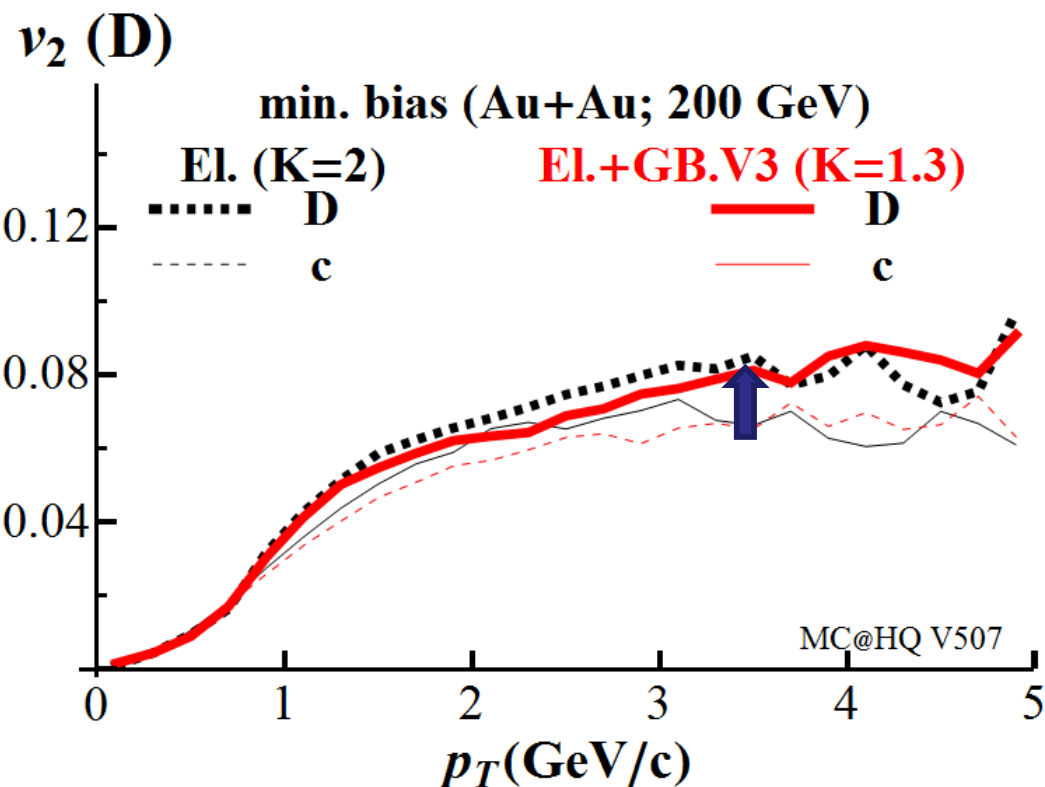 v₂ (D)
min. bias (Au+Au; 200 GeV)
El. (K=2) El.+GB.V3 (K=1.3)
D D
c c
0.12
0.08
0.04
MC@HQ V507
0 1 2 3 4 5
p_T(GeV/c)